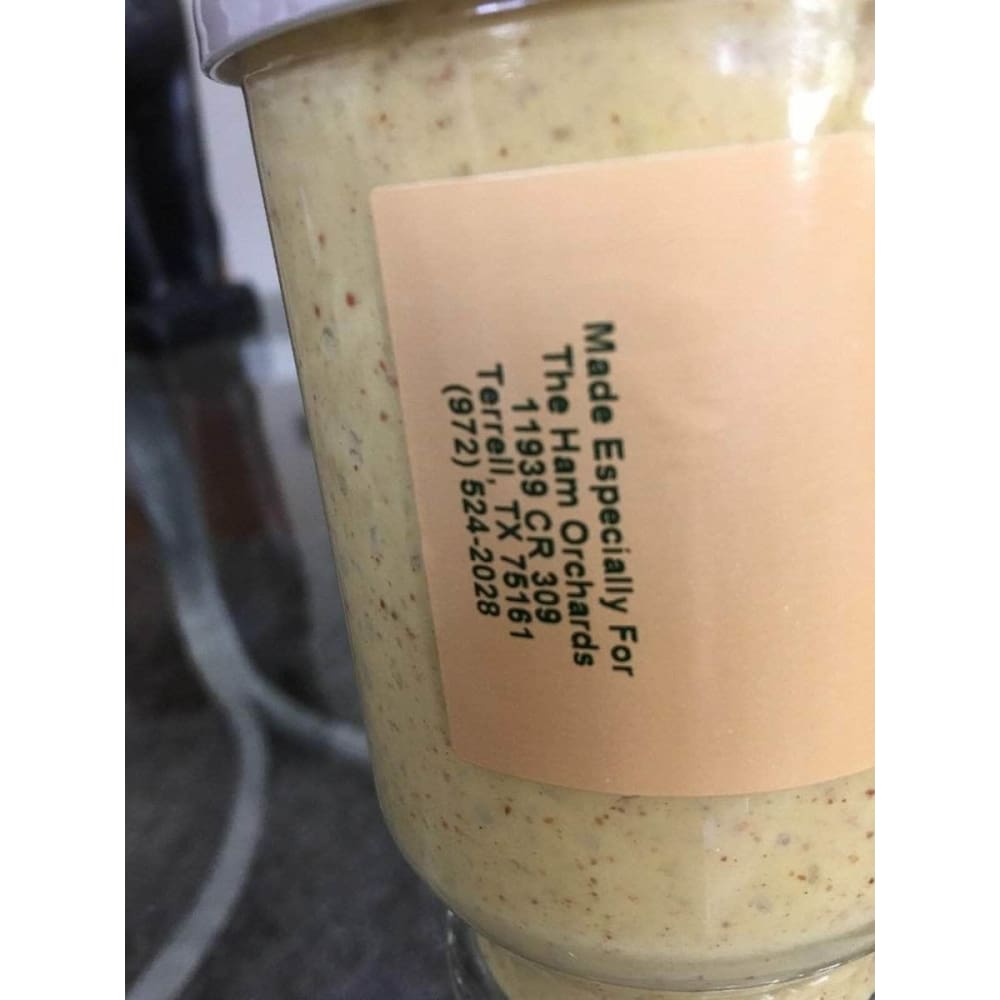 Made Especially For
The Ham Orchards
11939 CR 309
Terrell, TX 75161
(972) 524-2028